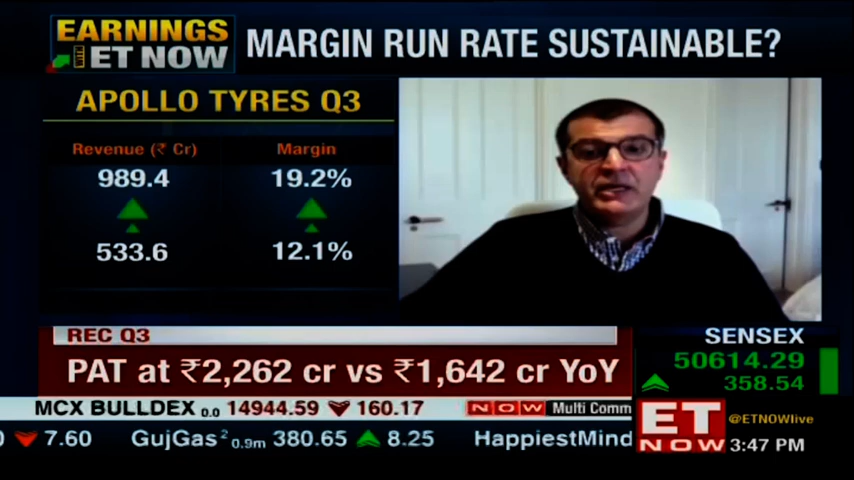 EARNINGS
ET NOW
MARGIN RUN RATE SUSTAINABLE?
APOLLO TYRES Q3
Revenue (₹ Cr) Margin
989.4 19.2%
533.6 12.1%
REC Q3
PAT at ₹2,262 cr vs ₹1,642 cr YoY
SENSEX
50614.29
358.54
MCX BULLDEX 0.0 14944.59 160.17 NOW Multi Comm
ET
NOW
@ETNOWlive
3:47 PM
0 7.60 GujGas 2 0.9m 380.65 8.25 HappiestMind